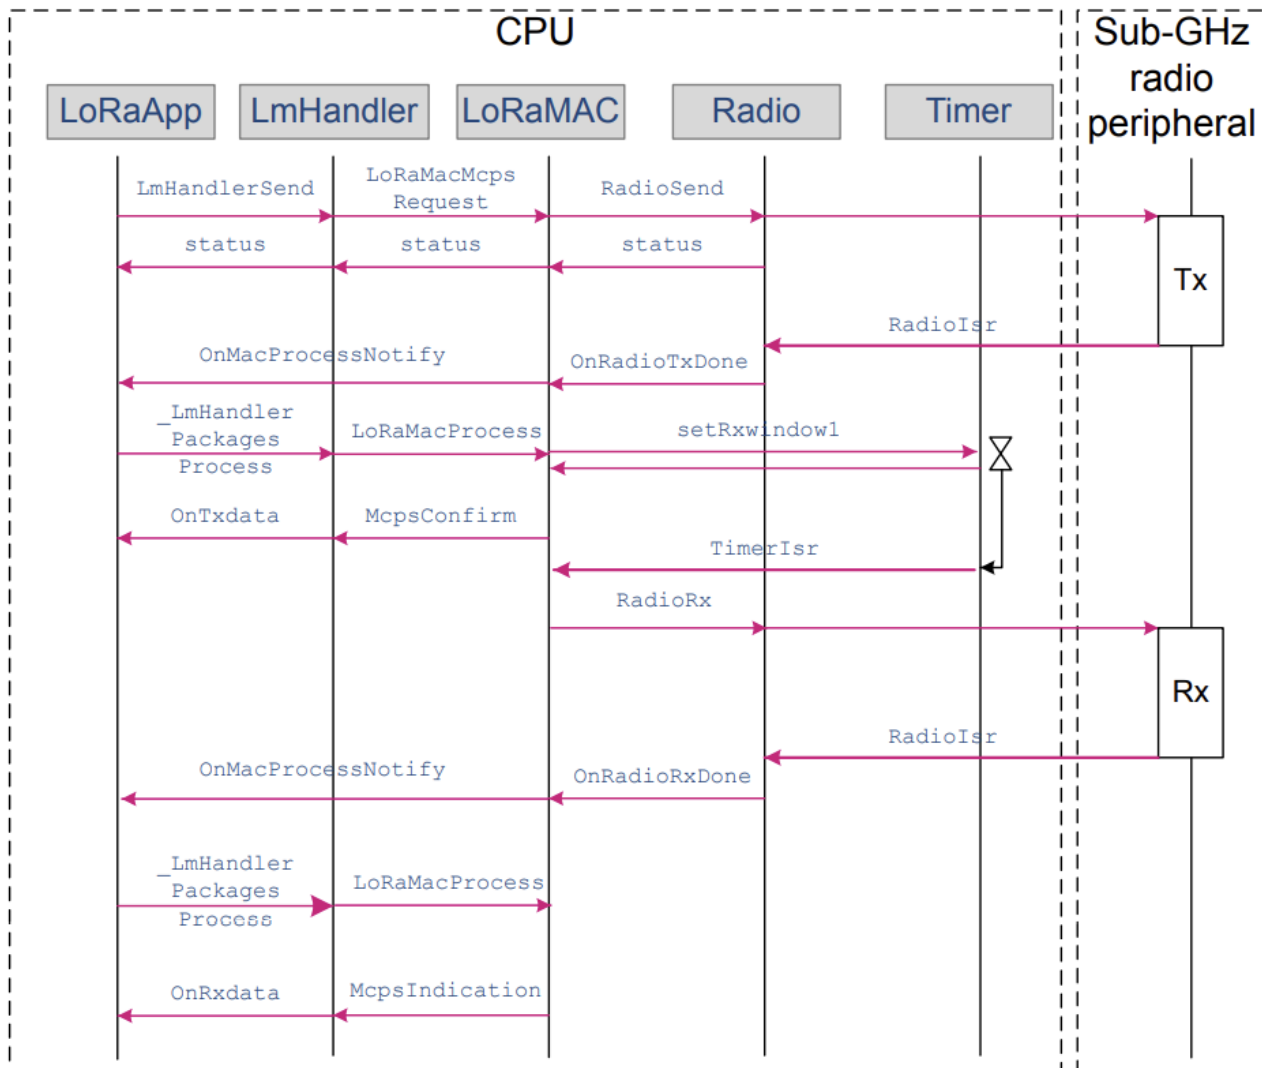 CPU
Sub-GHz
radio
peripheral
LoRaApp
LmHandler
LoRaMAC
Radio
Timer
LmHandlerSend
LoRaMacMcps
Request
RadioSend
status
status
status
Tx
RadioIsr
OnMacProcessNotify
OnRadioTxDone
_LmHandler
Packages
Process
LoRaMacProcess
setRxwindow1
OnTxdata
McpsConfirm
TimerIsr
RadioRx
Rx
RadioIsr
OnMacProcessNotify
OnRadioRxDone
_LmHandler
Packages
Process
LoRaMacProcess
OnRxdata
McpsIndication